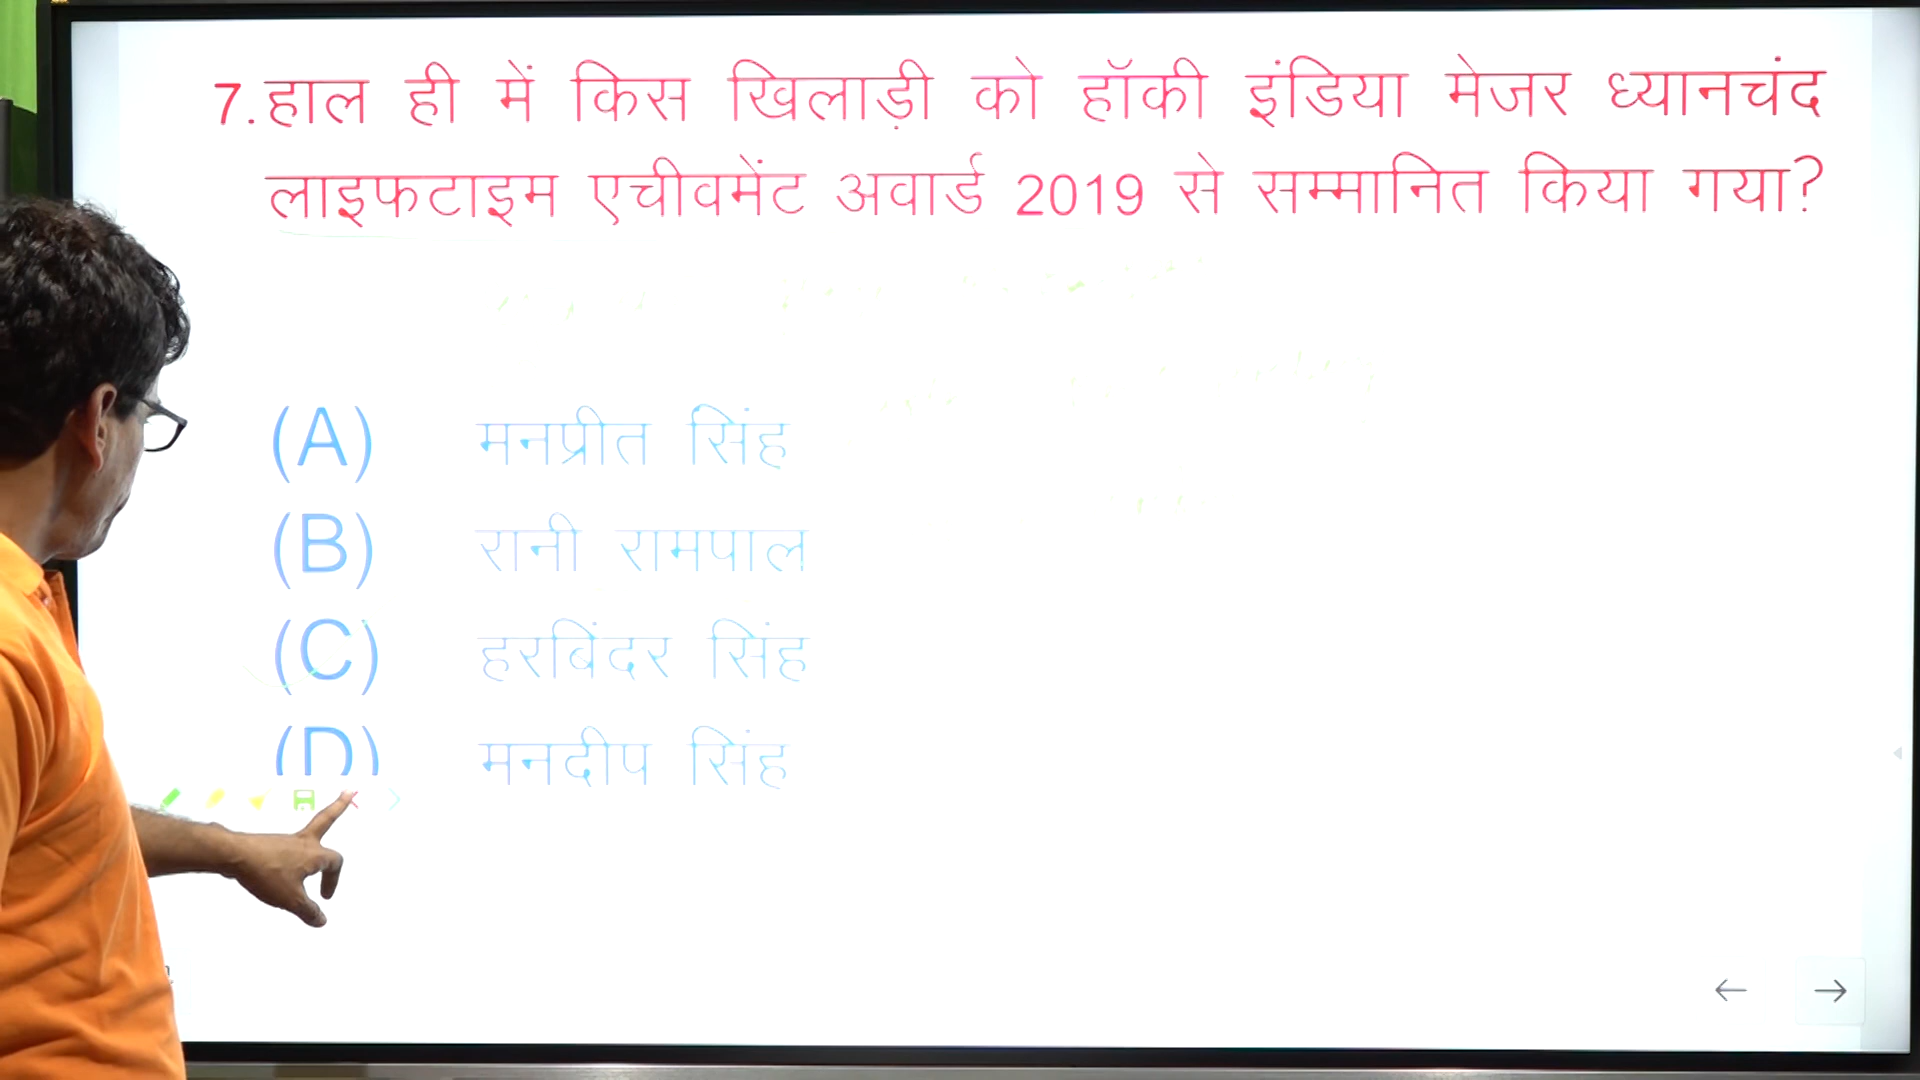 7. हाल ही में किस खिलाड़ी को हॉकी इंडिया मेजर ध्यानचंद
लाइफटाइम एचीवमेंट अवार्ड 2019 से सम्मानित किया गया?
(A) मनप्रीत सिंह
(B) रानी रामपाल
(C) हरबिंदर सिंह
(D) मनदीप सिंह